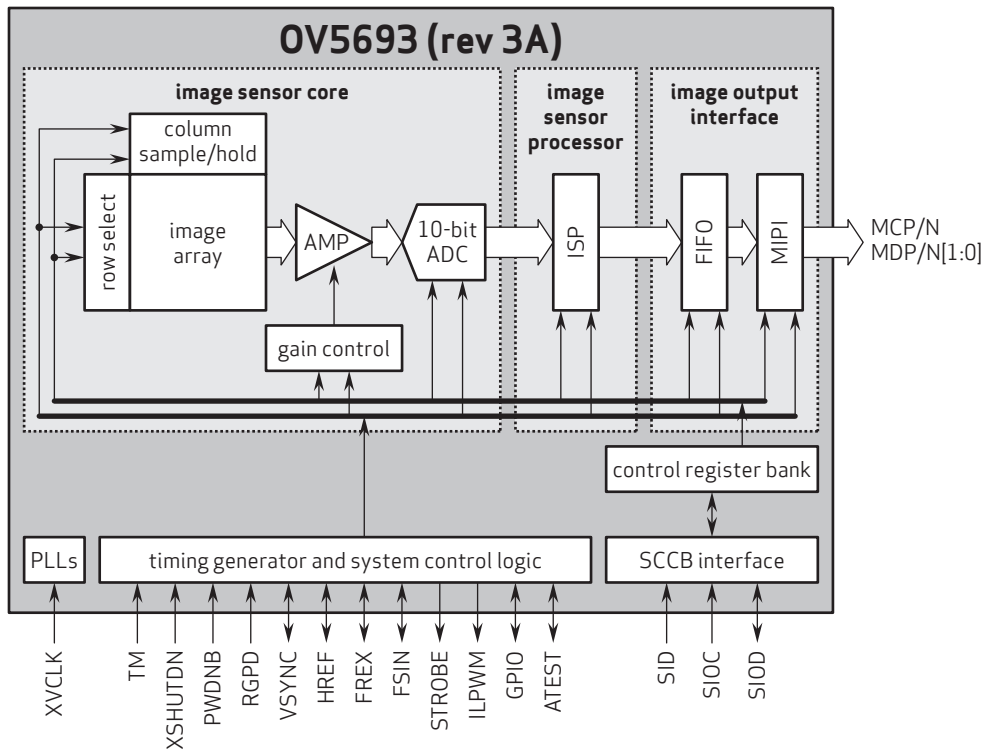 OV5693 (rev 3A)
image sensor core
image
sensor
processor
image output
interface
column
sample/hold
row select
image
array
AMP
10-bit
ADC
ISP
FIFO
MIPI
MCP/N
MDP/N[1:0]
gain control
control register bank
PLLs
timing generator and system control logic
SCCB interface
XVCLK
TM
XSHUTDN
PWDNB
RGPD
VSYNC
HREF
FREX
FSIN
STROBE
ILPWM
GPIO
ATEST
SID
SIOC
SIOD